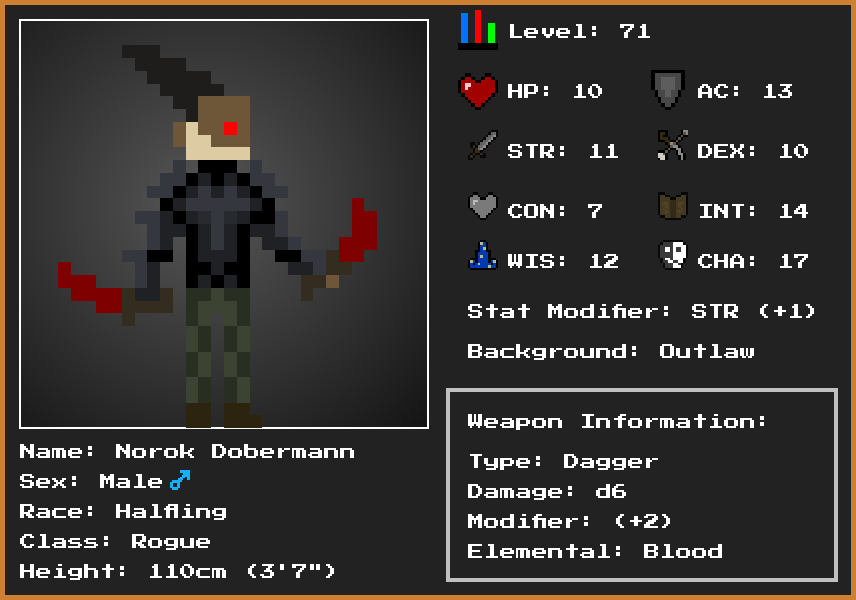 Level: 71
HP: 10 AC: 13
STR: 11 DEX: 10
CON: 7 INT: 14
WIS: 12 CHA: 17
Stat Modifier: STR (+1)
Background: Outlaw
Weapon Information:
Type: Dagger
Damage: d6
Modifier: (+2)
Elemental: Blood
Name: Norok Dobermann
Sex: Male♂
Race: Halfling
Class: Rogue
Height: 110cm (3'7")